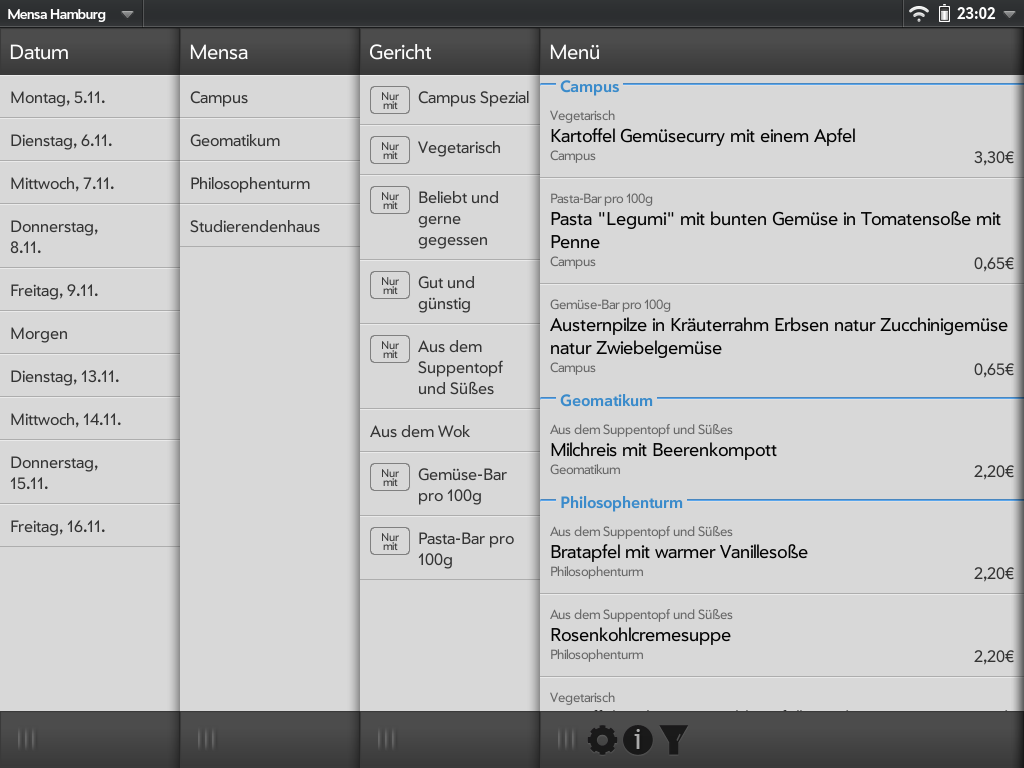 Mensa Hamburg
23:02
Datum
Montag, 5.11.
Dienstag, 6.11.
Mittwoch, 7.11.
Donnerstag,
8.11.
Freitag, 9.11.
Morgen
Dienstag, 13.11.
Mittwoch, 14.11.
Donnerstag,
15.11.
Freitag, 16.11.
Mensa
Campus
Geomatikum
Philosophenturm
Studierendenhaus
Gericht
Nur
mit
Campus Spezial
Nur
mit
Vegetarisch
Nur
mit
Beliebt und
gerne
gegessen
Nur
mit
Gut und
günstig
Nur
mit
Aus dem
Suppentopf
und Süßes
Aus dem Wok
Nur
mit
Gemüse-Bar
pro 100g
Nur
mit
Pasta-Bar pro
100g
Menü
Campus
Vegetarisch
Kartoffel Gemüsecurry mit einem Apfel
Campus
3,30€
Pasta-Bar pro 100g
Pasta "Legumi" mit bunten Gemüse in Tomatensoße mit
Penne
Campus
0,65€
Gemüse-Bar pro 100g
Austernpilze in Kräuterrahm Erbsen natur Zucchinigemüse
natur Zwiebelgemüse
Campus
0,65€
Geomatikum
Aus dem Suppentopf und Süßes
Milchreis mit Beerenkompott
Geomatikum
2,20€
Philosophenturm
Aus dem Suppentopf und Süßes
Bratapfel mit warmer Vanillesoße
Philosophenturm
2,20€
Aus dem Suppentopf und Süßes
Rosenkohlcremesuppe
Philosophenturm
2,20€
Vegetarisch